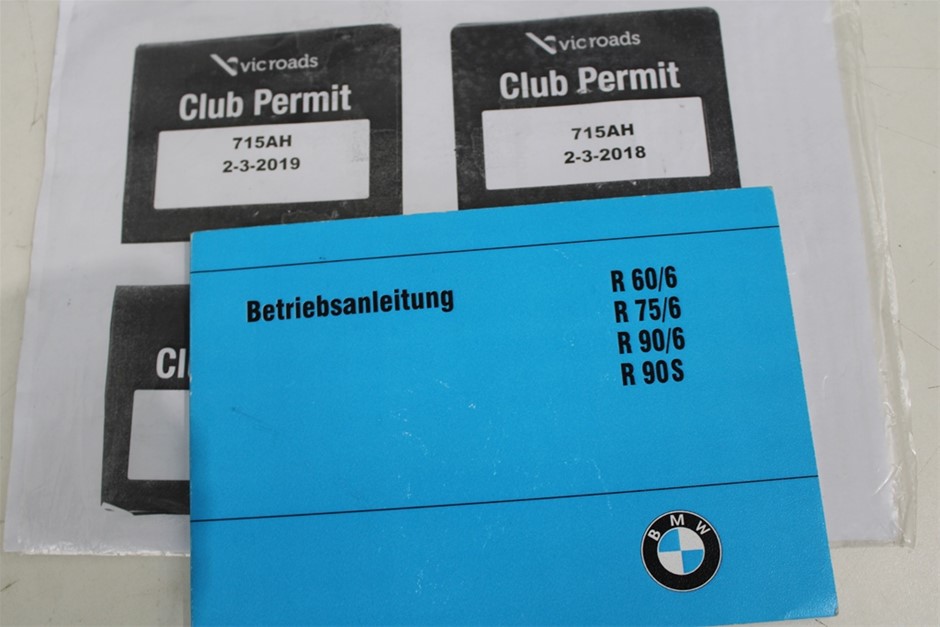 vicroads
Club Permit
715AH
2-3-2019
vicroads
Club Permit
715AH
2-3-2018
Cl
Betriebsanleitung
R 60/6
R 75/6
R 90/6
R 90S
BMW